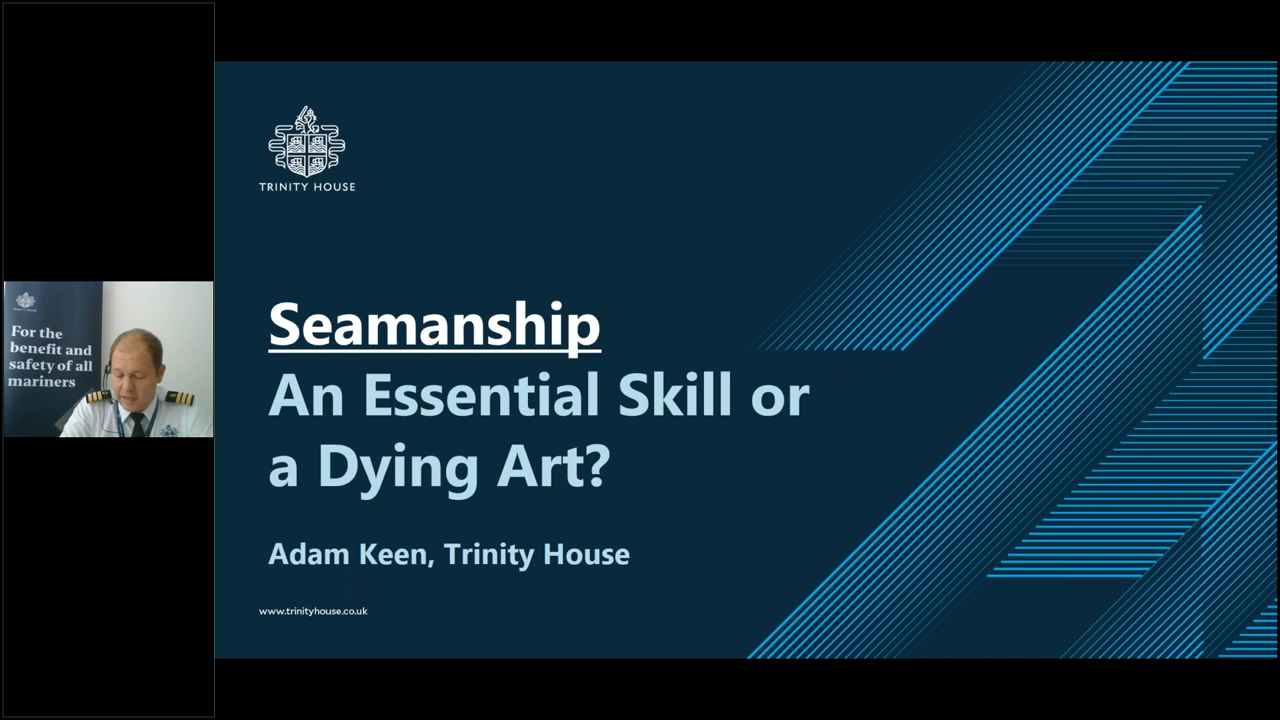 TRINITY HOUSE
Seamanship
An Essential Skill or
a Dying Art?
Adam Keen, Trinity House
www.trinityhouse.co.uk
For the
benefit and
safety of all
mariners